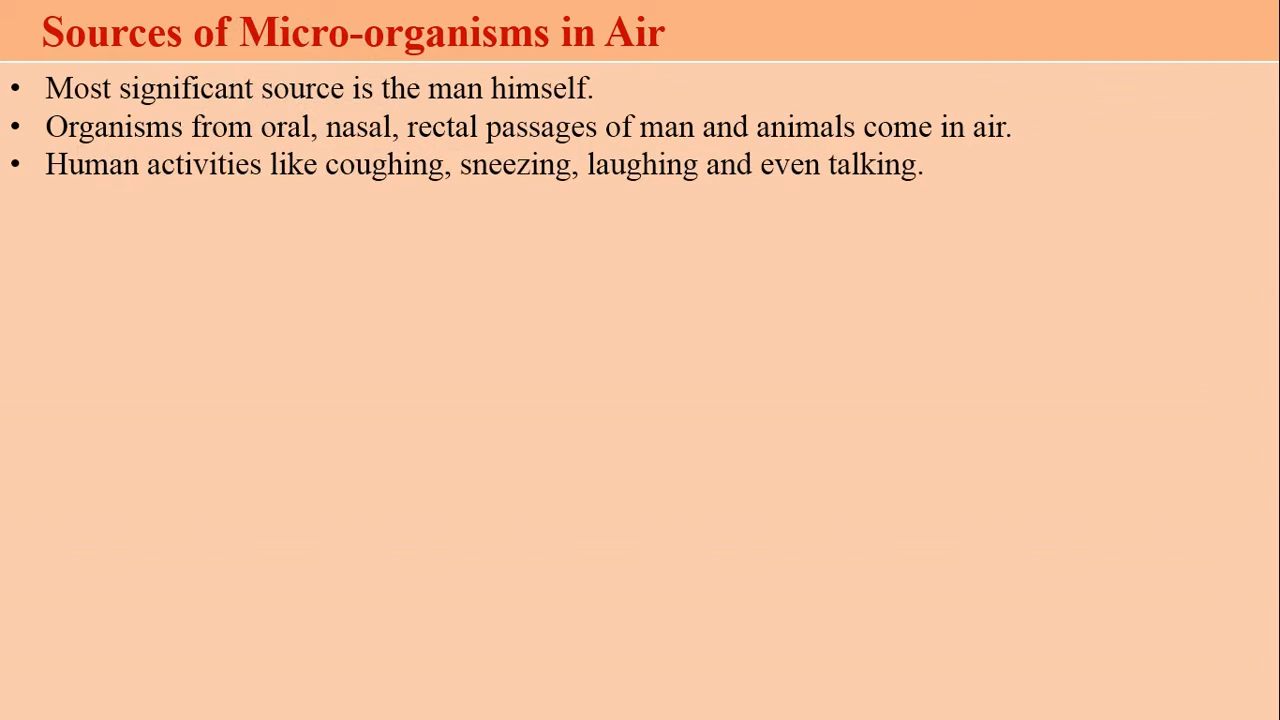 Sources of Micro-organisms in Air
• Most significant source is the man himself.
• Organisms from oral, nasal, rectal passages of man and animals come in air.
• Human activities like coughing, sneezing, laughing and even talking.